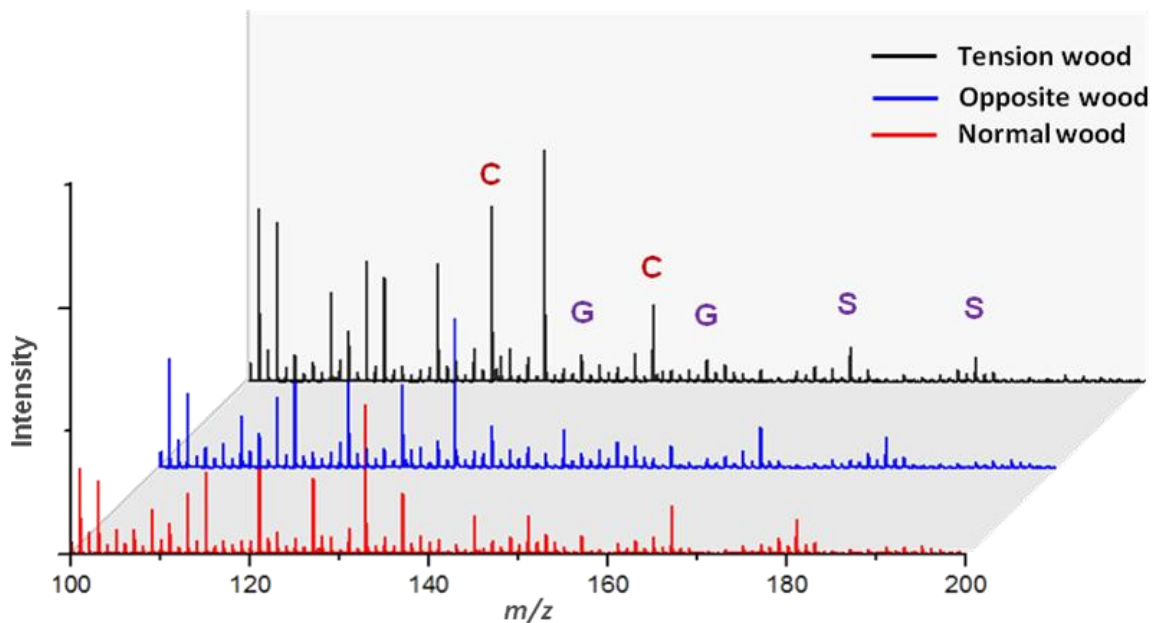 Tension wood
Opposite wood
Normal wood
C
C
G
G
S
S
Intensity
100 120 140 160 180 200
m/z